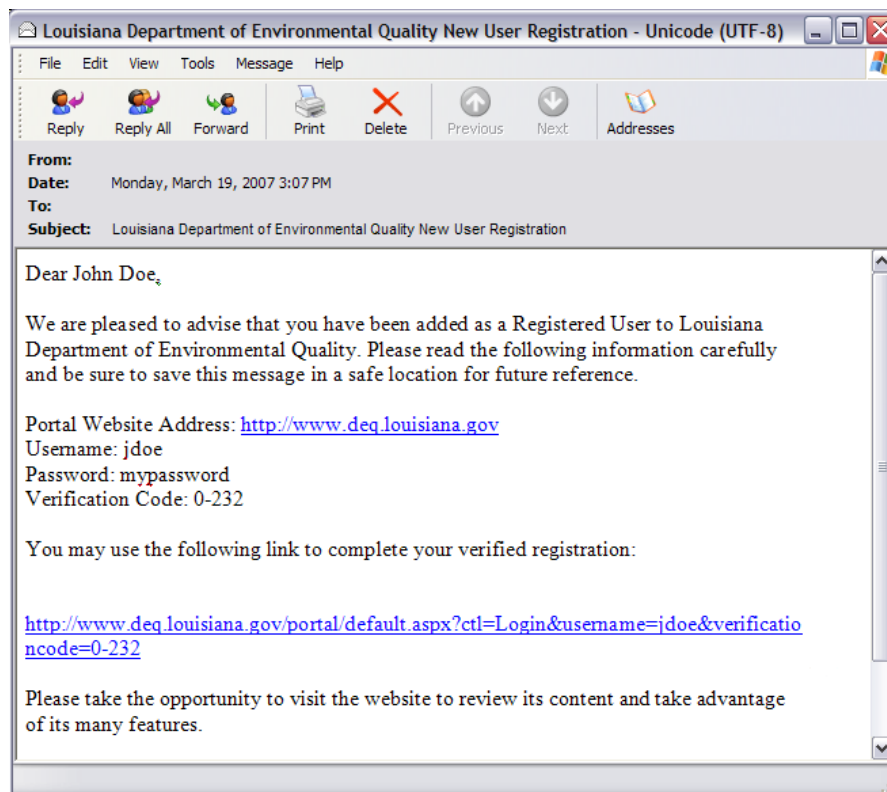 Louisiana Department of Environmental Quality New User Registration - Unicode (UTF-8)
File Edit View Tools Message Help
Reply Reply All Forward Print Delete Previous Next Addresses
From:
Date: Monday, March 19, 2007 3:07 PM
To:
Subject: Louisiana Department of Environmental Quality New User Registration
Dear John Doe,
We are pleased to advise that you have been added as a Registered User to Louisiana
Department of Environmental Quality. Please read the following information carefully
and be sure to save this message in a safe location for future reference.
Portal Website Address: http://www.deq.louisiana.gov
Username: jdoe
Password: mypassword
Verification Code: 0-232
You may use the following link to complete your verified registration:
http://www.deq.louisiana.gov/portal/default.aspx?ctl=Login&username=jdoe&verificatio
ncode=0-232
Please take the opportunity to visit the website to review its content and take advantage
of its many features.